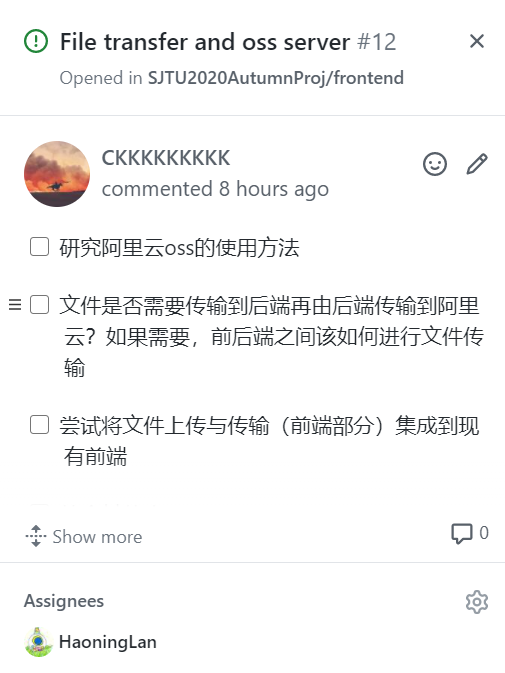 File transfer and oss server #12
Opened in SJTU2020AutumnProj/frontend
CKKKKKKKKK
commented 8 hours ago
研究阿里云oss的使用方法
文件是否需要传输到后端再由后端传输到阿里
云？如果需要，前后端之间该如何进行文件传
输
尝试将文件上传与传输（前端部分）集成到现
有前端
Show more
0
Assignees
HaoningLan